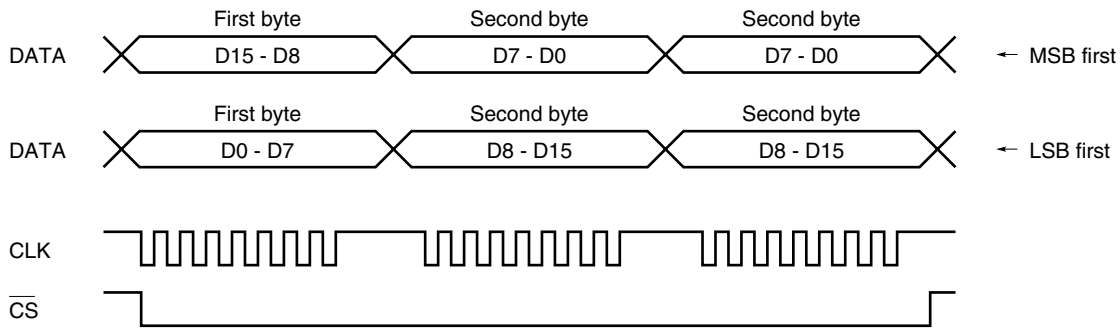 First byte Second byte Second byte
DATA D15 - D8 D7 - D0 D7 - D0 ← MSB first
First byte Second byte Second byte
DATA D0 - D7 D8 - D15 D8 - D15 ← LSB first
CLK
C̅S̅